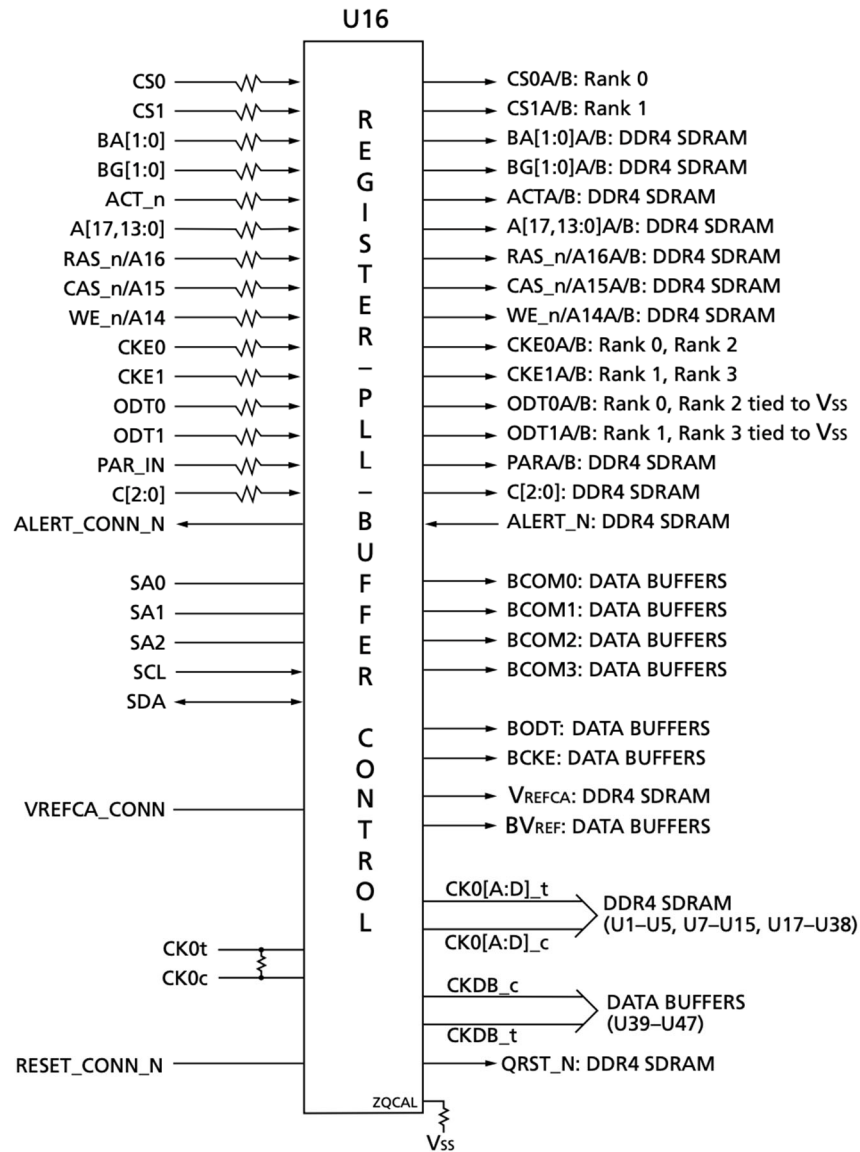 U16
CS0
CS1
BA[1:0]
BG[1:0]
ACT_n
A[17,13:0]
RAS_n/A16
CAS_n/A15
WE_n/A14
CKE0
CKE1
ODT0
ODT1
PAR_IN
C[2:0]
ALERT_CONN_N
SA0
SA1
SA2
SCL
SDA
VREFCA_CONN
CK0t
CK0c
RESET_CONN_N
REGISTER – PLL – BUFFER CONTROL
CS0A/B: Rank 0
CS1A/B: Rank 1
BA[1:0]A/B: DDR4 SDRAM
BG[1:0]A/B: DDR4 SDRAM
ACTA/B: DDR4 SDRAM
A[17,13:0]A/B: DDR4 SDRAM
RAS_n/A16A/B: DDR4 SDRAM
CAS_n/A15A/B: DDR4 SDRAM
WE_n/A14A/B: DDR4 SDRAM
CKE0A/B: Rank 0, Rank 2
CKE1A/B: Rank 1, Rank 3
ODT0A/B: Rank 0, Rank 2 tied to VSS
ODT1A/B: Rank 1, Rank 3 tied to VSS
PARA/B: DDR4 SDRAM
C[2:0]: DDR4 SDRAM
ALERT_N: DDR4 SDRAM
BCOM0: DATA BUFFERS
BCOM1: DATA BUFFERS
BCOM2: DATA BUFFERS
BCOM3: DATA BUFFERS
BODT: DATA BUFFERS
BCKE: DATA BUFFERS
VREFCA: DDR4 SDRAM
BVREF: DATA BUFFERS
CK0[A:D]_t
CK0[A:D]_c
DDR4 SDRAM
(U1–U5, U7–U15, U17–U38)
CKDB_c
CKDB_t
DATA BUFFERS
(U39–U47)
QRST_N: DDR4 SDRAM
ZQCAL
VSS